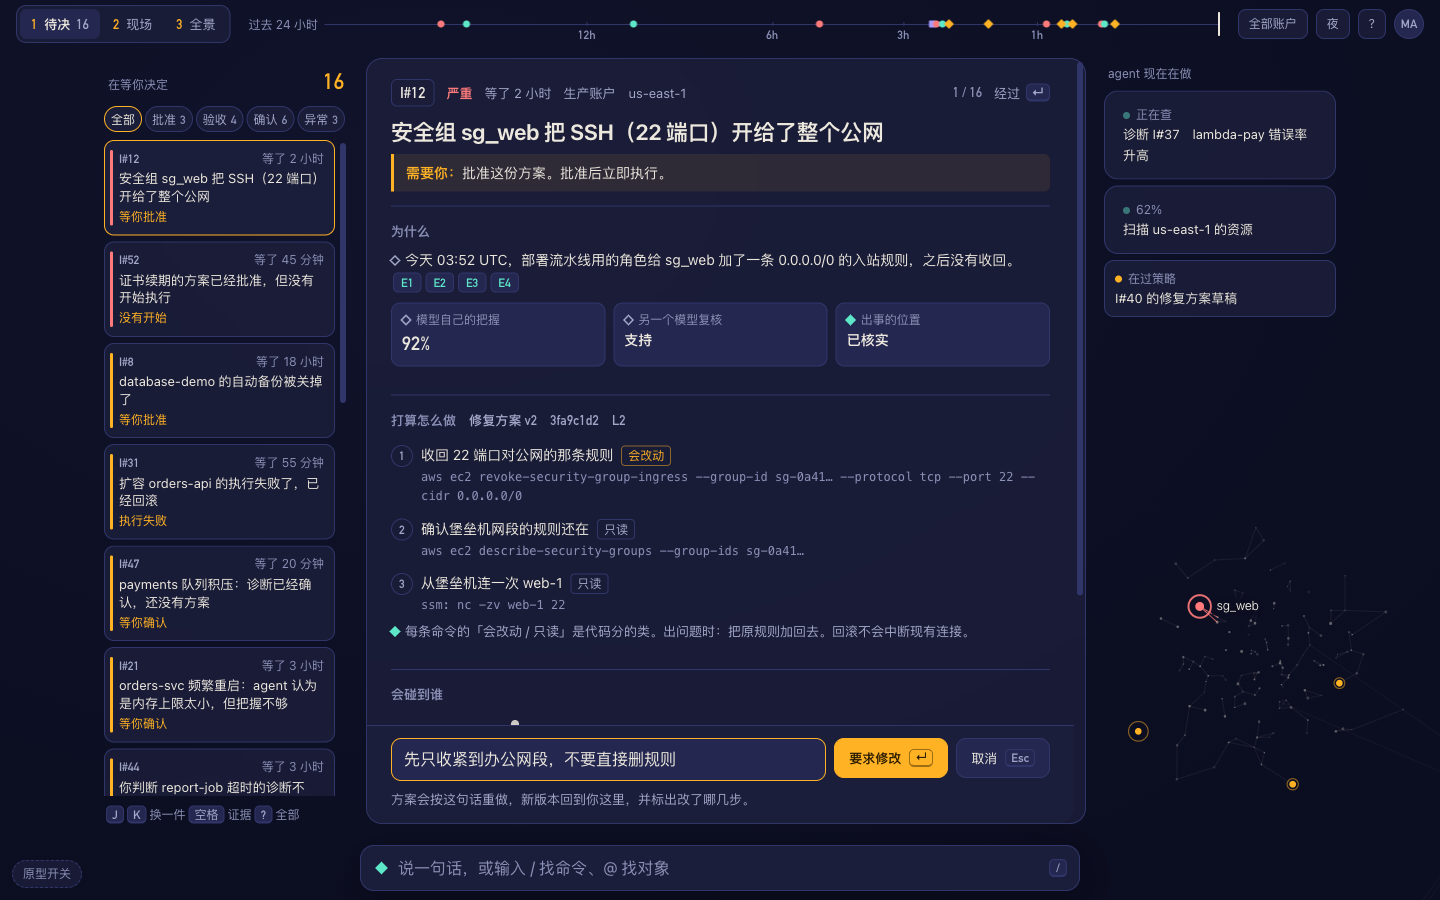 1 待决 16 2 现场 3 全景
过去 24 小时
12h 6h 3h 1h
全部账户 夜 ? MA
在等你决定 16
全部 批准 3 验收 4 确认 6 异常 3
I#12 等了 2 小时
安全组 sg_web 把 SSH（22 端口）
开给了整个公网
等你批准
I#52 等了 45 分钟
证书续期的方案已经批准，但没有
开始执行
没有开始
I#8 等了 18 小时
database-demo 的自动备份被关掉
了
等你批准
I#31 等了 55 分钟
扩容 orders-api 的执行失败了，已
经回滚
执行失败
I#47 等了 20 分钟
payments 队列积压：诊断已经确
认，还没有方案
等你确认
I#21 等了 3 小时
orders-svc 频繁重启：agent 认为
是内存上限太小，但把握不够
等你确认
I#44 等了 3 小时
你判断 report-job 超时的诊断不
J K 换一件 空格 证据 ? 全部
原型开关
I#12 严重 等了 2 小时 生产账户 us-east-1 1 / 16 经过 ↵
安全组 sg_web 把 SSH（22 端口）开给了整个公网
需要你：批准这份方案。批准后立即执行。
为什么
今天 03:52 UTC，部署流水线用的角色给 sg_web 加了一条 0.0.0.0/0 的入站规则，之后没有收回。
E1 E2 E3 E4
模型自己的把握
92%
另一个模型复核
支持
出事的位置
已核实
打算怎么做 修复方案 v2 3fa9c1d2 L2
1 收回 22 端口对公网的那条规则 会改动
aws ec2 revoke-security-group-ingress --group-id sg-0a41… --protocol tcp --port 22 --
cidr 0.0.0.0/0
2 确认堡垒机网段的规则还在 只读
aws ec2 describe-security-groups --group-ids sg-0a41…
3 从堡垒机连一次 web-1 只读
ssm: nc -zv web-1 22
每条命令的「会改动 / 只读」是代码分的类。出问题时：把原规则加回去。回滚不会中断现有连接。
会碰到谁
先只收紧到办公网段，不要直接删规则
要求修改 ↵
取消 Esc
方案会按这句话重做，新版本回到你这里，并标出改了哪几步。
说一句话，或输入 / 找命令、@ 找对象 /
agent 现在在做
正在查
诊断 I#37 lambda-pay 错误率
升高
62%
扫描 us-east-1 的资源
在过策略
I#40 的修复方案草稿
sg_web